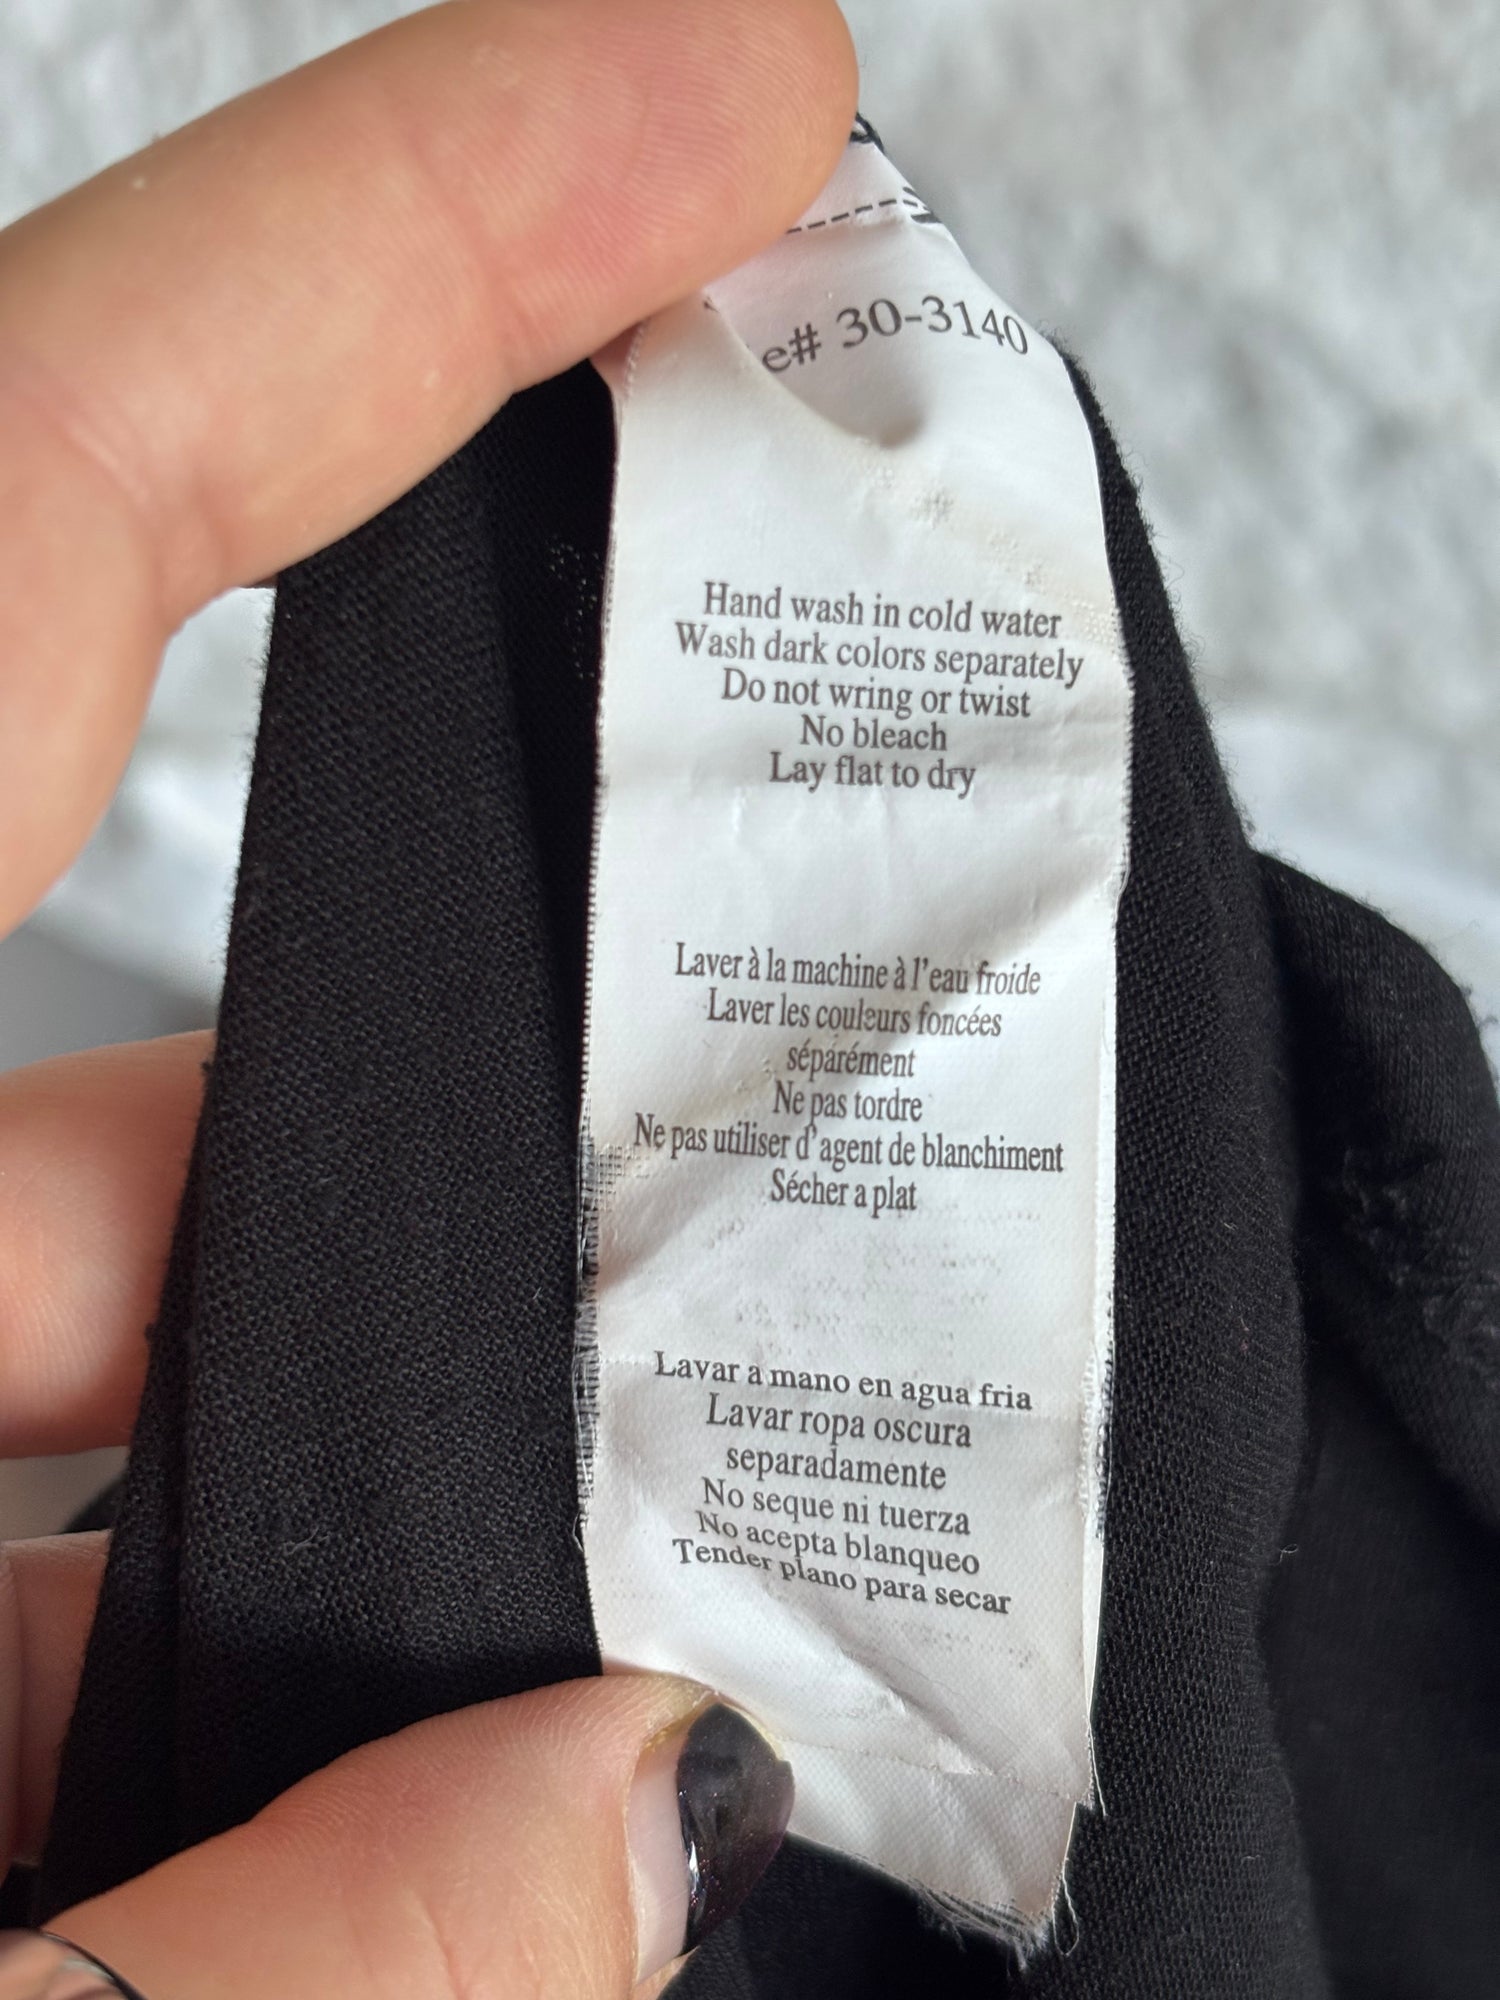 e# 30-3140
Hand wash in cold water
Wash dark colors separately
Do not wring or twist
No bleach
Lay flat to dry
Laver à la machine à l'eau froide
Laver les couleurs foncées
séparément
Ne pas tordre
Ne pas utiliser d'agent de blanchiment
Sécher a plat
Lavar a mano en agua fria
Lavar ropa oscura
separadamente
No seque ni tuerza
No acepta blanqueo
Tender plano para secar